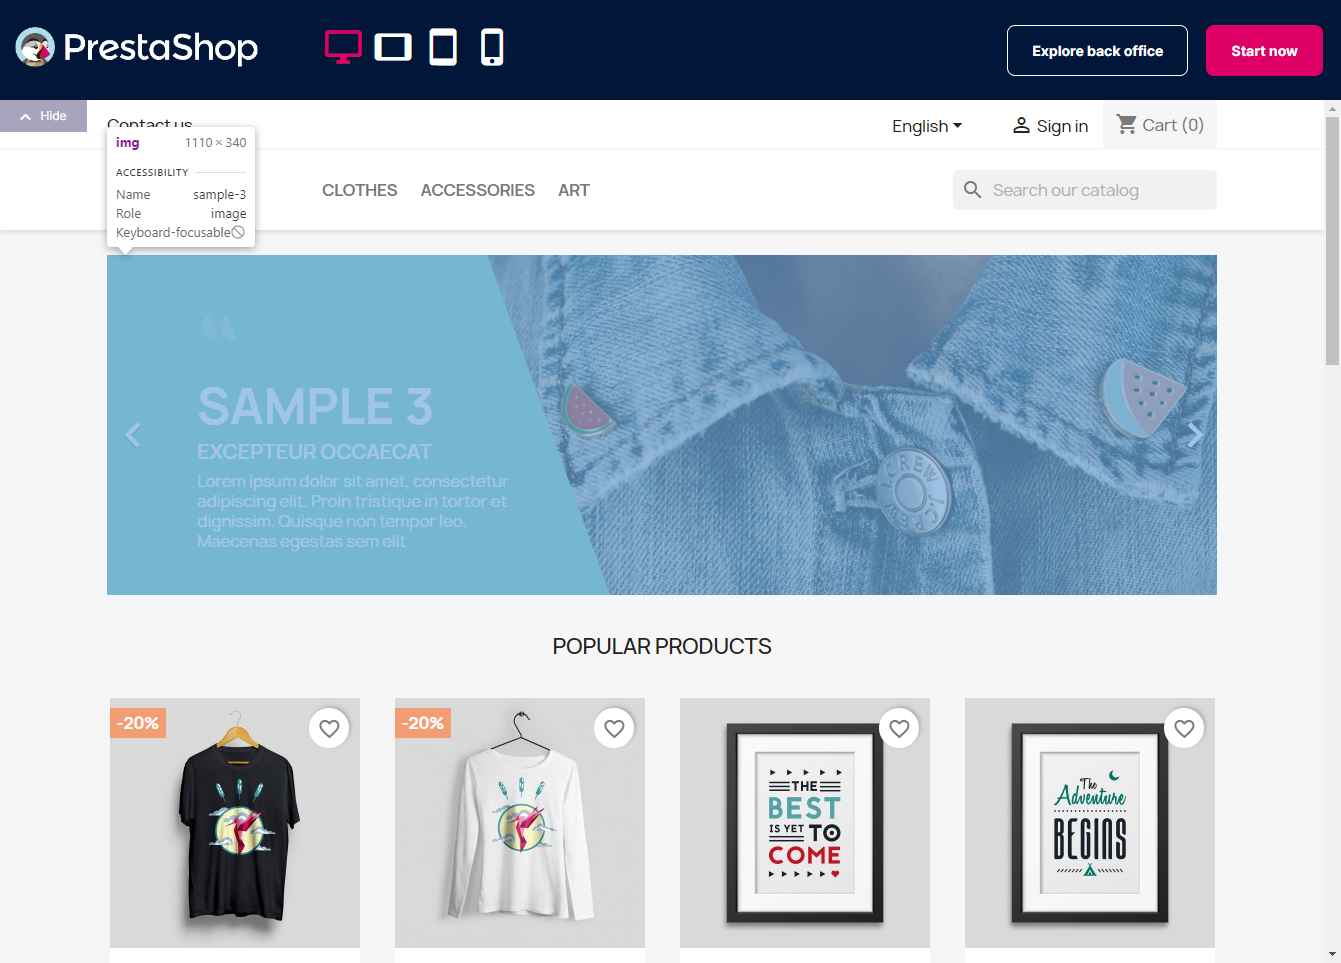 PrestaShop
Explore back office
Start now
Hide
Contact us
English
Sign in
Cart (0)
img 1110 × 340
ACCESSIBILITY
Name sample-3
Role image
Keyboard-focusable
CLOTHES ACCESSORIES ART
Search our catalog
“
SAMPLE 3
EXCEPTEUR OCCAECAT
Lorem ipsum dolor sit amet, consectetur
adipiscing elit. Proin tristique in tortor et
dignissim. Quisque non tempor leo.
Maecenas egestas sem elit
J.CREW J.CREW
POPULAR PRODUCTS
-20%
-20%
THE
BEST
IS YET TO
COME
The
Adventure
BEGINS